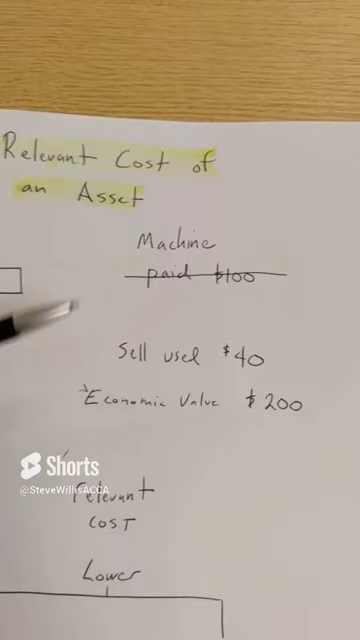 Relevant Cost of
an Asset
Machine
paid $100
Sell used $40
Economic Value $200
Shorts
@SteveWillisACCA
relevant
COST
Lower